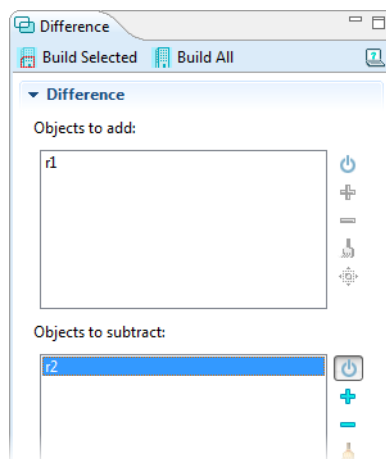 Difference
Build Selected Build All
Difference
Objects to add:
r1
Objects to subtract:
r2